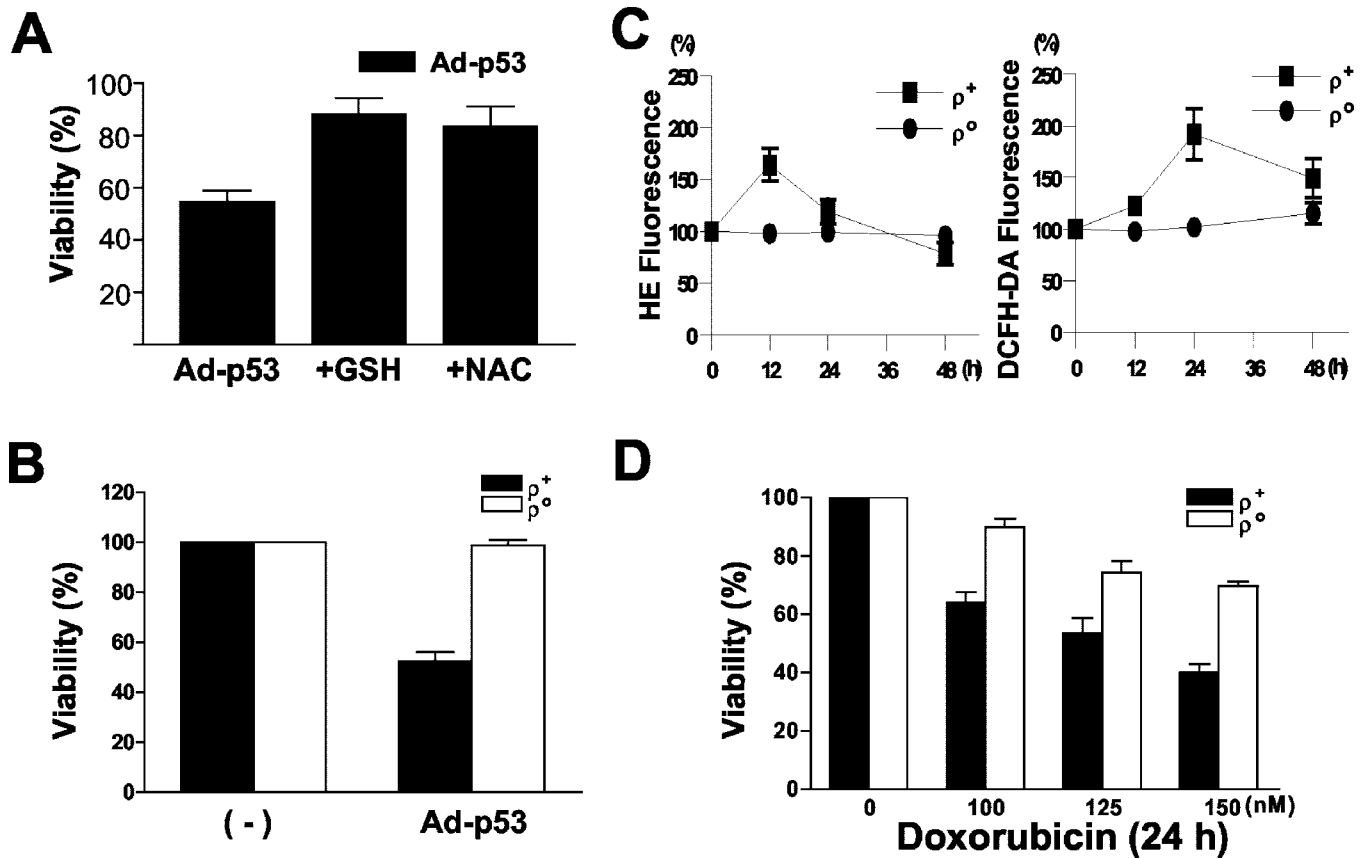 A
Ad-p53
Viability (%)
100
80
60
40
20
Ad-p53 +GSH +NAC
B
ρ+
ρo
Viability (%)
120
100
80
60
40
20
0
( - ) Ad-p53
C
(%)
HE Fluorescence
250
200
150
100
50
0
ρ+
ρo
0 12 24 36 48 (h)
(%)
DCFH-DA Fluorescence
250
200
150
100
50
0
ρ+
ρo
0 12 24 36 48 (h)
D
ρ+
ρo
Viability (%)
100
80
60
40
20
0
0 100 125 150 (nM)
Doxorubicin (24 h)